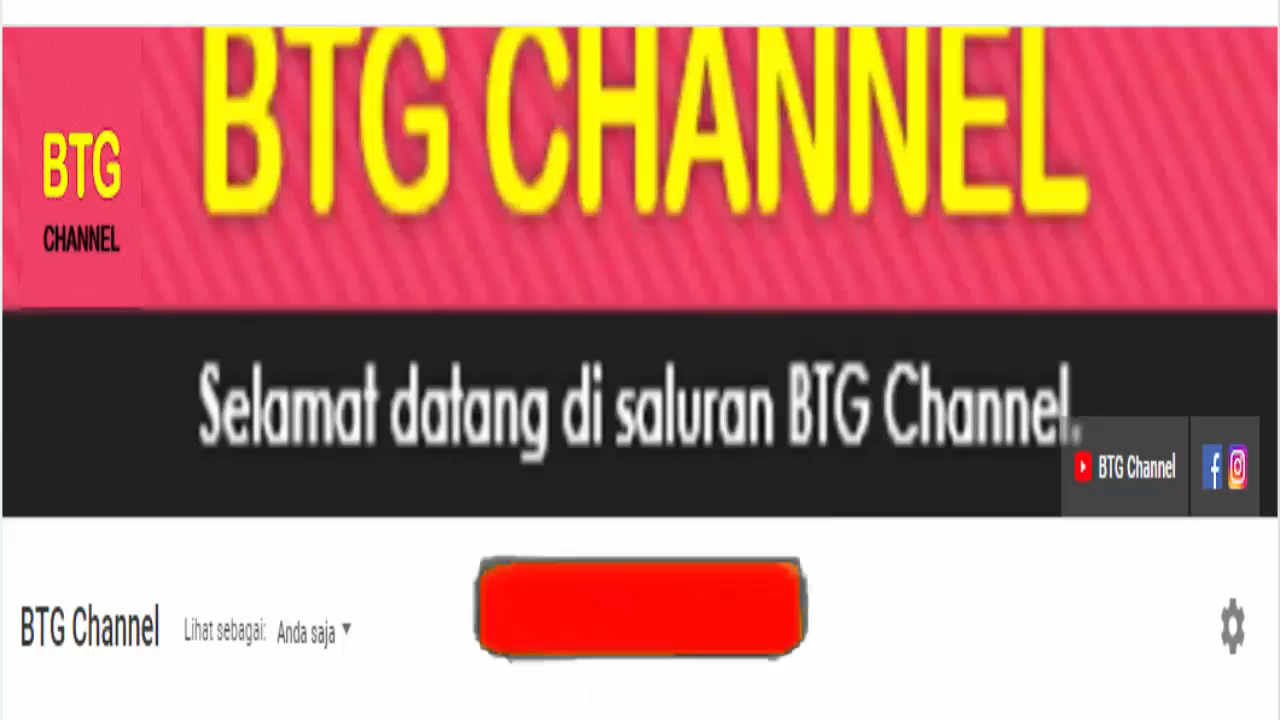 BTG CHANNEL
BTG
CHANNEL
Selamat datang di saluran BTG Channel.
BTG Channel
BTG Channel Lihat sebagai: Anda saja